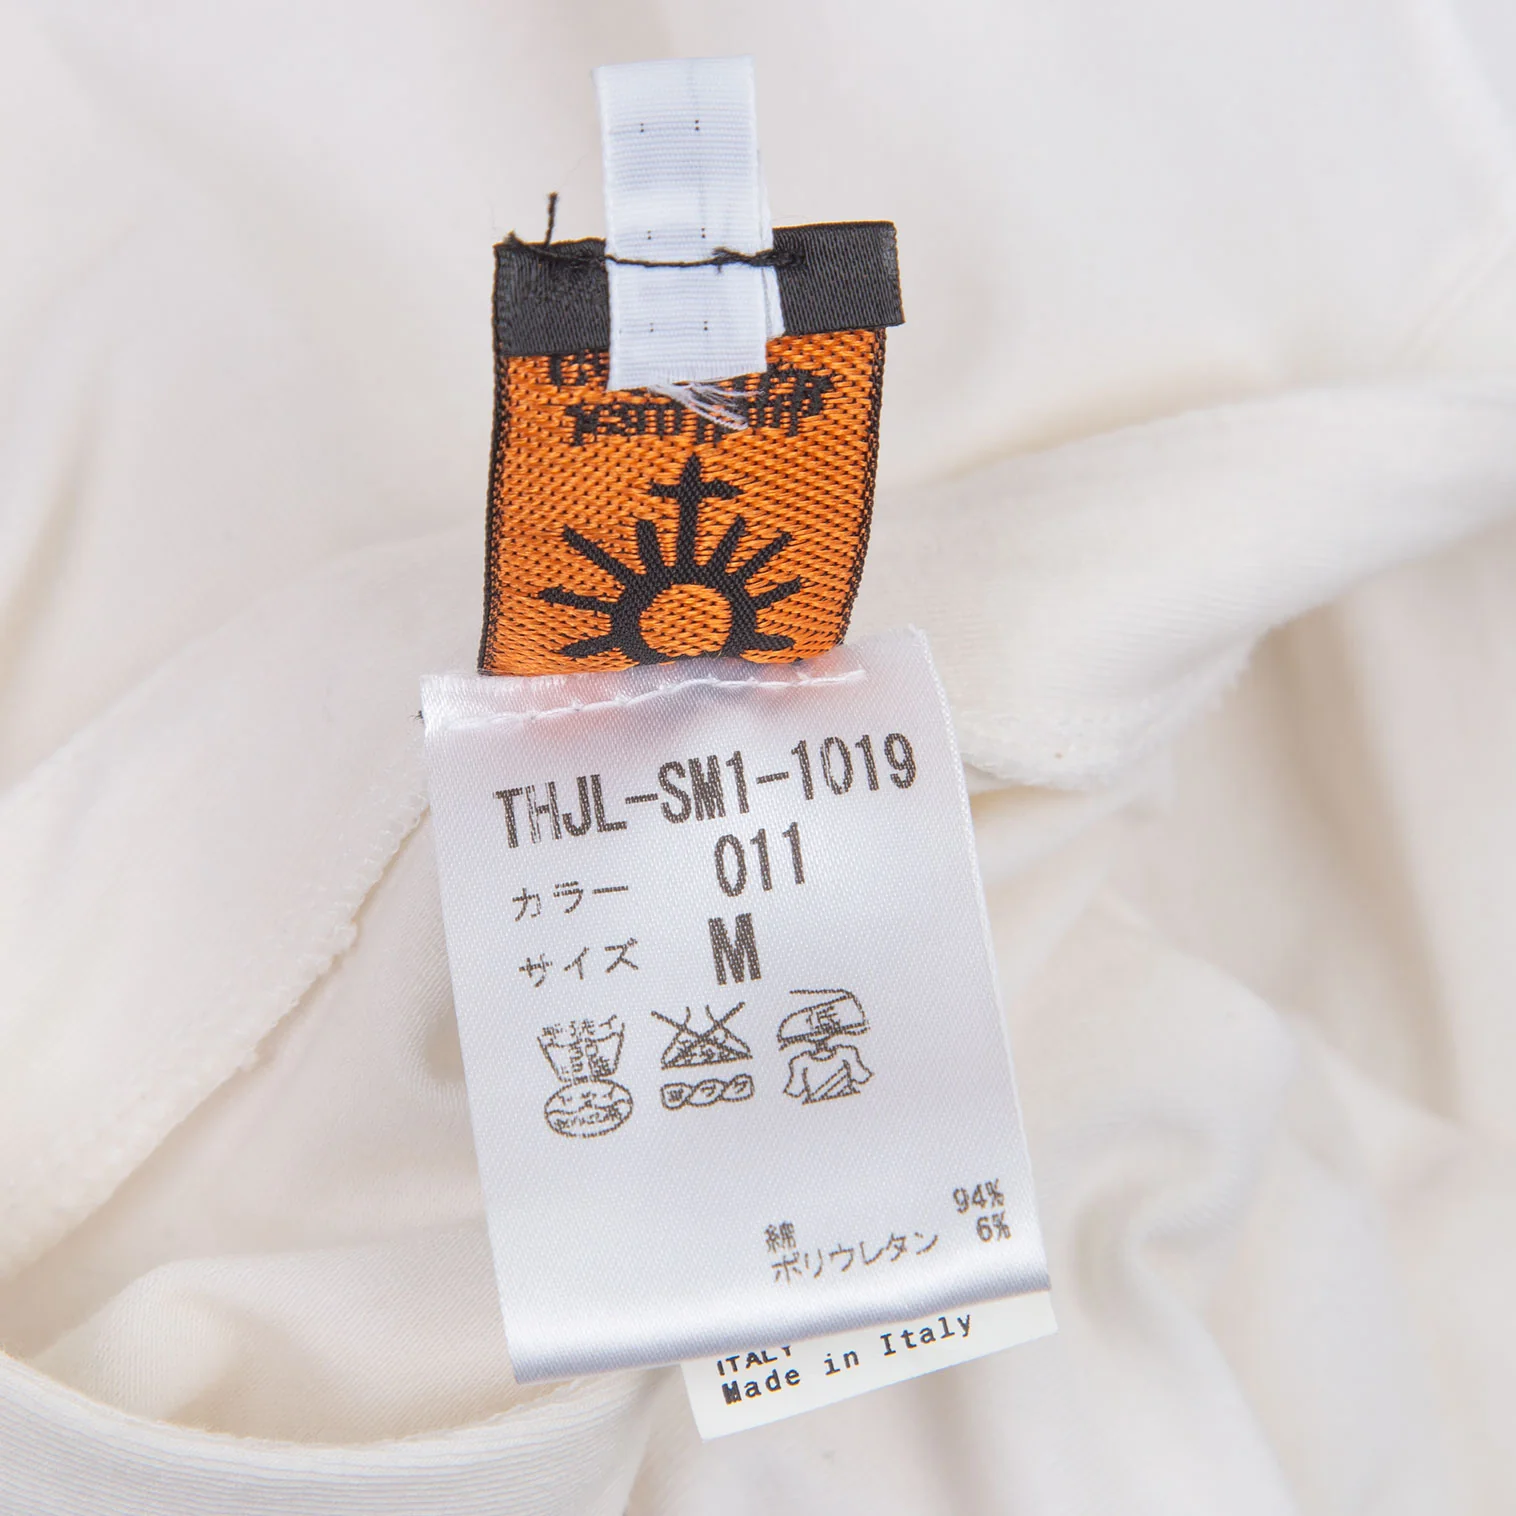 THJL-SM1-1019
カラー 011
サイズ M
綿 94%
ポリウレタン 6%
ITALY
Made in Italy